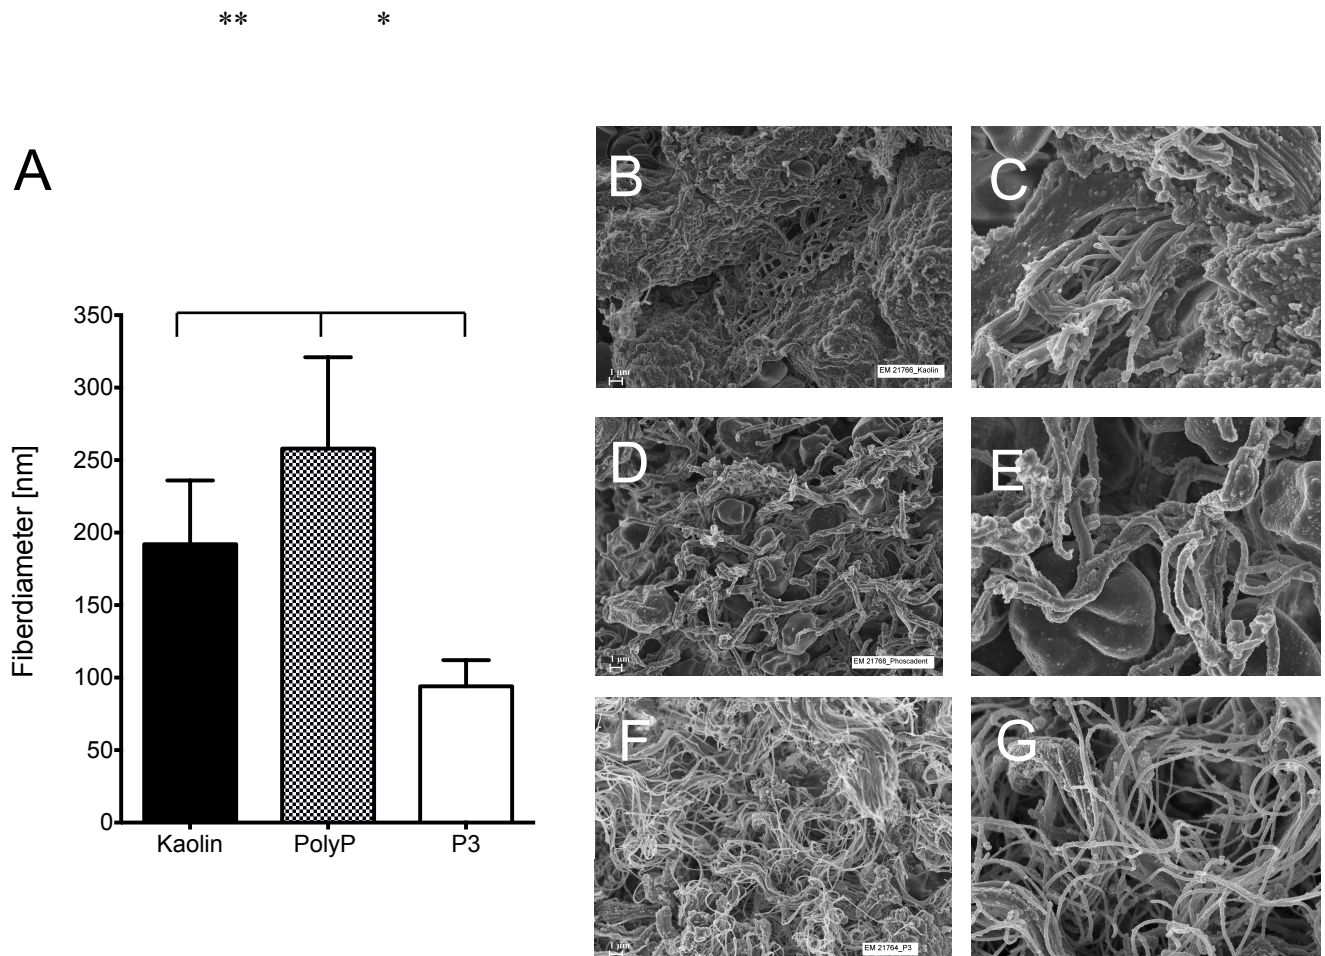 ** *
A
350
300
250
200
150
100
50
0
Fiberdiameter [nm]
Kaolin PolyP P3
B
1 µm
EM 21766_Kaolin
C
D
1 µm
EM 21768_Phoscadent
E
F
1 µm
EM 21764_P3
G